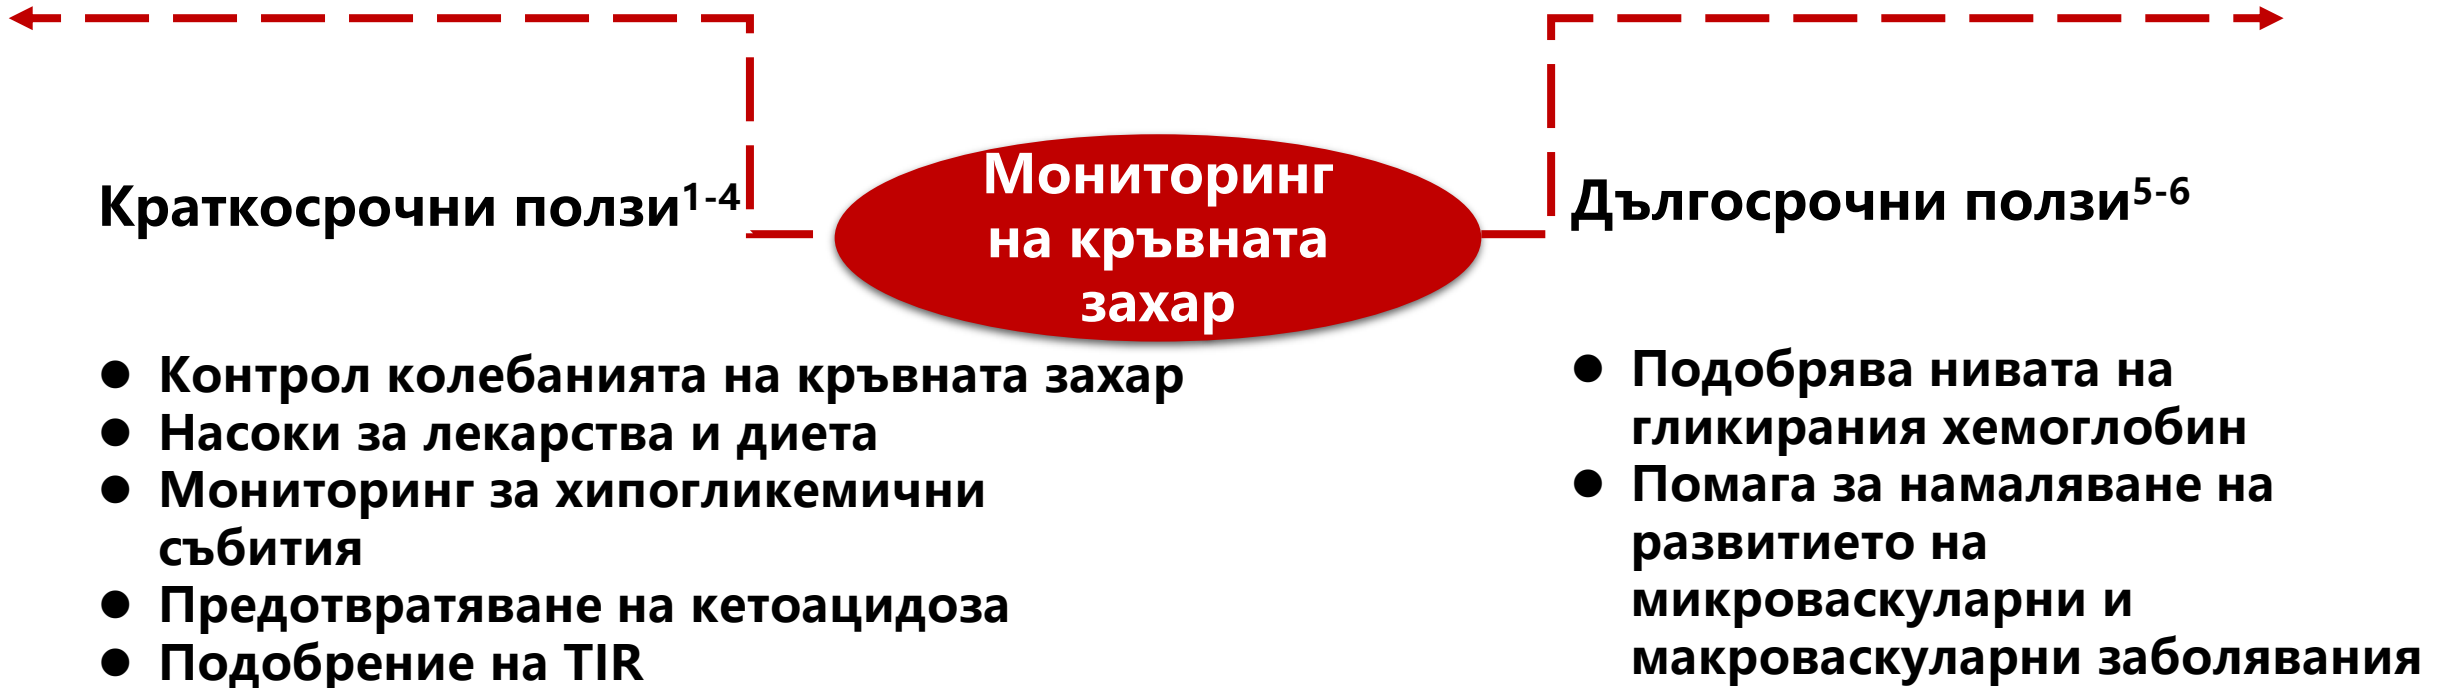 Мониторинг
на кръвната
захар
Краткосрочни ползи1-4
● Контрол колебанията на кръвната захар
● Насоки за лекарства и диета
● Мониторинг за хипогликемични
събития
● Предотвратяване на кетоацидоза
● Подобрение на TIR
Дългосрочни ползи5-6
● Подобрява нивата на
гликирания хемоглобин
● Помага за намаляване на
развитието на
микроваскуларни и
макроваскуларни заболявания